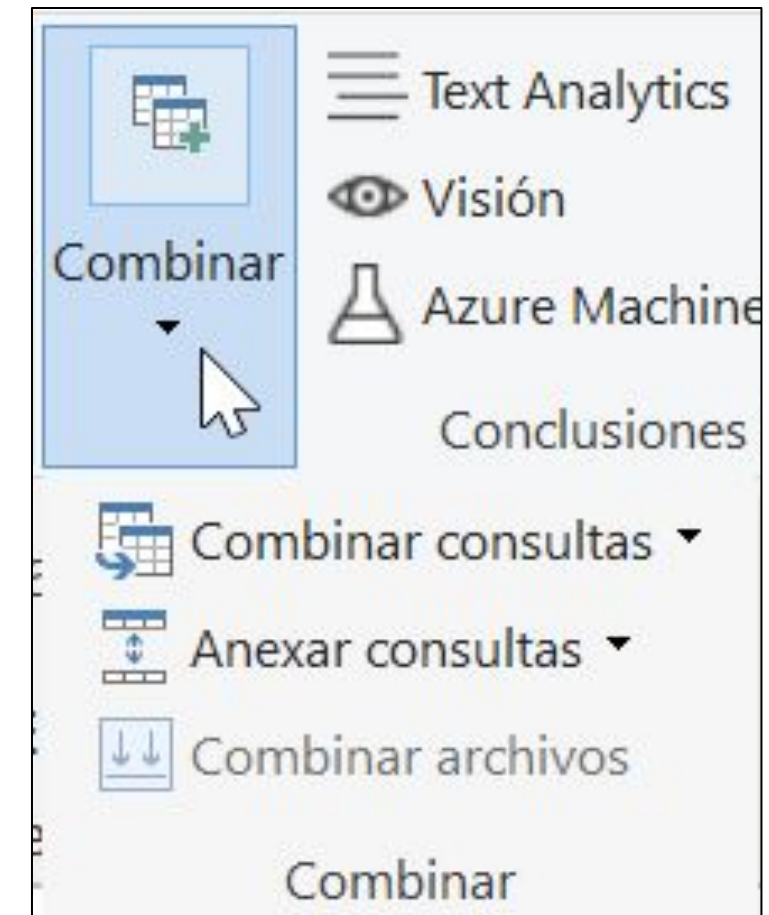 Combinar
Text Analytics
Visión
Azure Machine
Conclusiones
Combinar consultas
Anexar consultas
Combinar archivos
Combinar